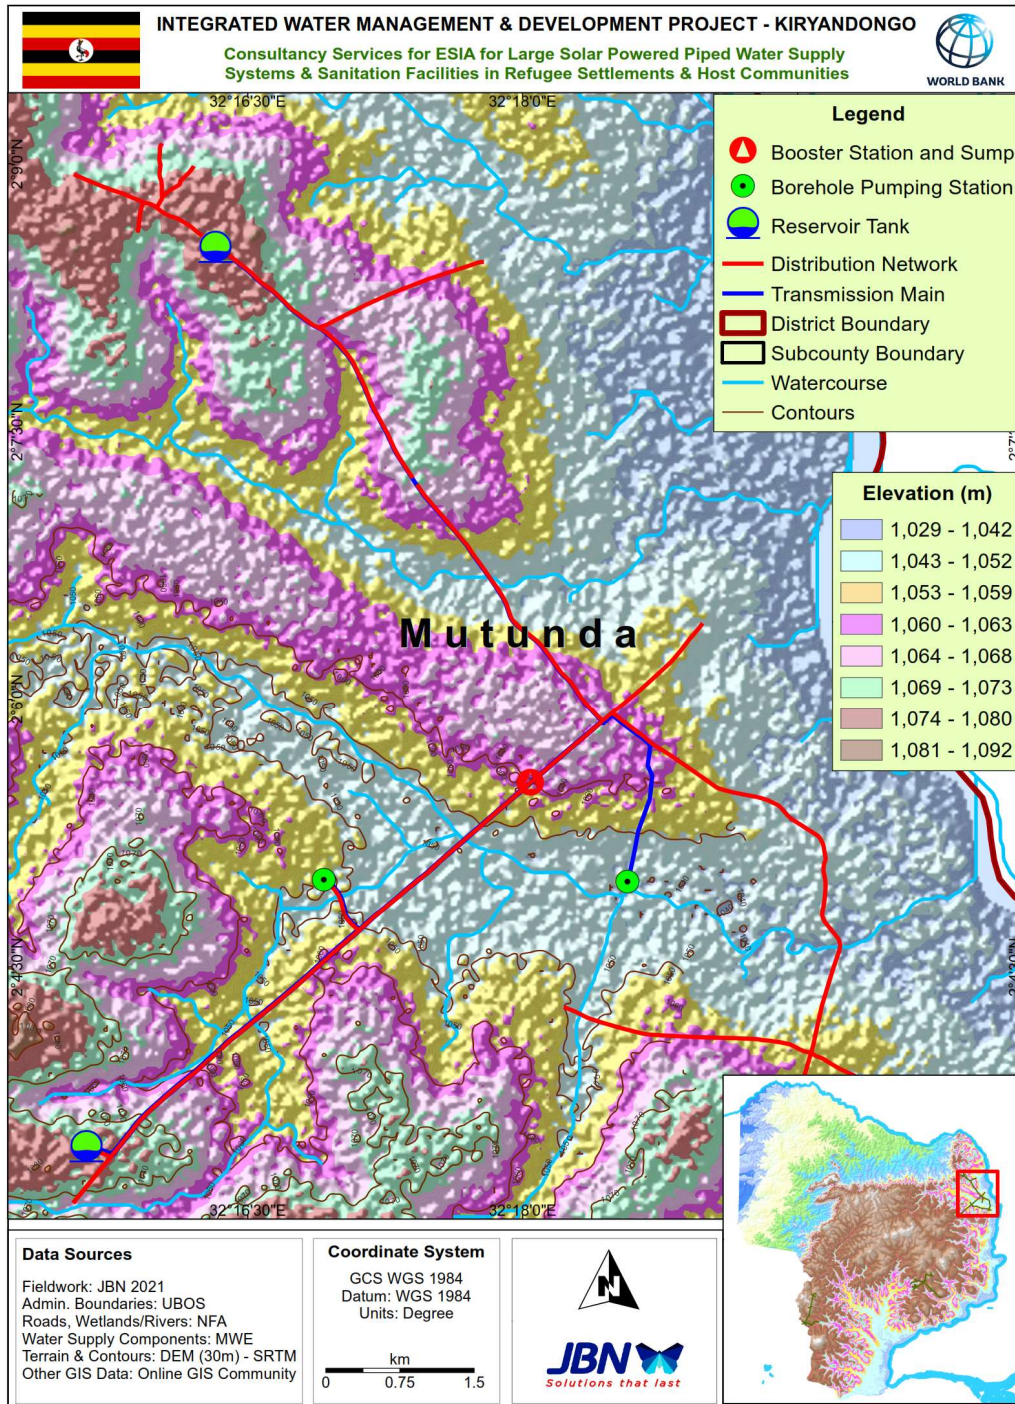 INTEGRATED WATER MANAGEMENT & DEVELOPMENT PROJECT - KIRYANDONGO
Consultancy Services for ESIA for Large Solar Powered Piped Water Supply
Systems & Sanitation Facilities in Refugee Settlements & Host Communities
WORLD BANK
32°16'30"E
32°18'0"E
Legend
Booster Station and Sump
Borehole Pumping Station
Reservoir Tank
Distribution Network
Transmission Main
District Boundary
Subcounty Boundary
Watercourse
Contours
2°9'0"N
2°7'30"N
2°7'
Elevation (m)
1,029 - 1,042
1,043 - 1,052
1,053 - 1,059
1,060 - 1,063
1,064 - 1,068
1,069 - 1,073
1,074 - 1,080
1,081 - 1,092
Mutunda
2°6'0"N
2°4'30"N
2°4'30"N
32°16'30"E
32°18'0"E
Data Sources
Fieldwork: JBN 2021
Admin. Boundaries: UBOS
Roads, Wetlands/Rivers: NFA
Water Supply Components: MWE
Terrain & Contours: DEM (30m) - SRTM
Other GIS Data: Online GIS Community
Coordinate System
GCS WGS 1984
Datum: WGS 1984
Units: Degree
km
0 0.75 1.5
N
JBN
Solutions that last